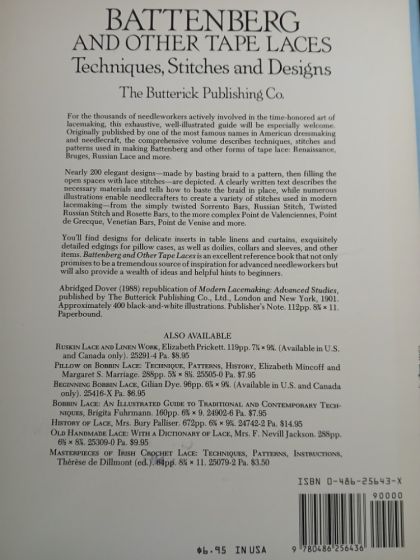 BATTENBERG
AND OTHER TAPE LACES
Techniques, Stitches and Designs
The Butterick Publishing Co.
For the thousands of needleworkers actively involved in the time-honored art of
lacemaking, this exhaustive, well-illustrated guide will be especially welcome.
Originally published by one of the most famous names in American dressmaking
and needlecraft, the comprehensive volume describes techniques, stitches and
patterns used in making Battenberg and other forms of tape lace: Renaissance,
Bruges, Russian Lace and more.
Nearly 200 elegant designs—made by basting braid to a pattern, then filling the
open spaces with lace stitches—are depicted. A clearly written text describes the
necessary materials and tells how to baste the braid in place, while numerous
illustrations enable needlecrafters to create a variety of stitches used in modern
lacemaking—from the simply twisted Sorrento Bars, Russian Stitch, Twisted
Russian Stitch and Rosette Bars, to the more complex Point de Valenciennes, Point
de Grecque, Venetian Bars, Point de Venise and more.
You'll find designs for delicate inserts in table linens and curtains, exquisitely
detailed edgings for pillow cases, as well as doilies, collars and sleeves, and other
items. Battenberg and Other Tape Laces is an excellent reference book that not only
promises to be a tremendous source of inspiration for advanced needleworkers but
will also provide a wealth of ideas and helpful hints to beginners.
Abridged Dover (1988) republication of Modern Lacemaking: Advanced Studies,
published by The Butterick Publishing Co., Ltd., London and New York, 1901.
Approximately 400 black-and-white illustrations. Publisher's Note. 112pp. 8⅜ × 11.
Paperbound.
ALSO AVAILABLE
RUSKIN LACE AND LINEN WORK, Elizabeth Prickett. 119pp. 7⅜ × 9¾. (Available in U.S.
and Canada only). 25291-4 Pa. $8.95
PILLOW OR BOBBIN LACE: TECHNIQUE, PATTERNS, HISTORY, Elizabeth Mincoff and
Margaret S. Marriage. 288pp. 5⅜ × 8½. 25505-0 Pa. $7.95
BEGINNING BOBBIN LACE, Gilian Dye. 96pp. 6⅛ × 9¼. (Available in U.S. and Canada
only). 25416-X Pa. $6.95
BOBBIN LACE: AN ILLUSTRATED GUIDE TO TRADITIONAL AND CONTEMPORARY TECH-
NIQUES, Brigita Fuhrmann. 160pp. 6⅛ × 9. 24902-6 Pa. $7.95
HISTORY OF LACE, Mrs. Bury Palliser. 672pp. 6⅛ × 9¼. 24742-2 Pa. $14.95
OLD HANDMADE LACE: WITH A DICTIONARY OF LACE, Mrs. F. Nevill Jackson. 288pp.
6⅛ × 8¼. 25309-0 Pa. $9.95
MASTERPIECES OF IRISH CROCHET LACE: TECHNIQUES, PATTERNS, INSTRUCTIONS,
Thérèse de Dillmont (ed.). 64pp. 8¼ × 11. 25079-2 Pa. $3.50
ISBN 0-486-25643-X
90000
9 780486 256436
$6.95 IN USA